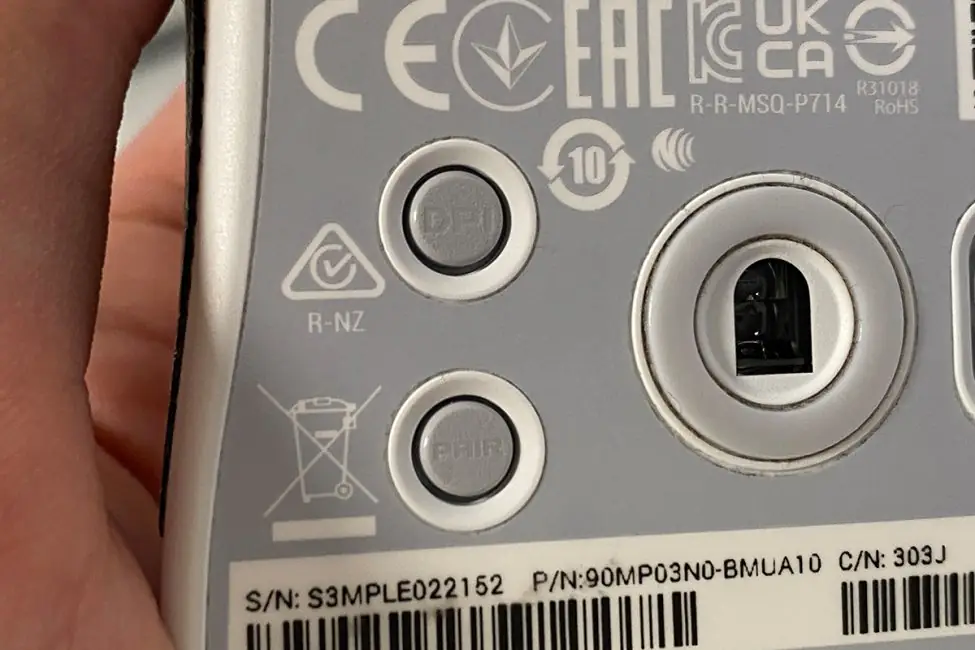 CE EAC UK CA
R31018
R-R-MSQ-P714 RoHS
10
DPI
R-NZ
PAIR
S/N: S3MPLE022152 P/N:90MP03N0-BMUA10 C/N: 303J